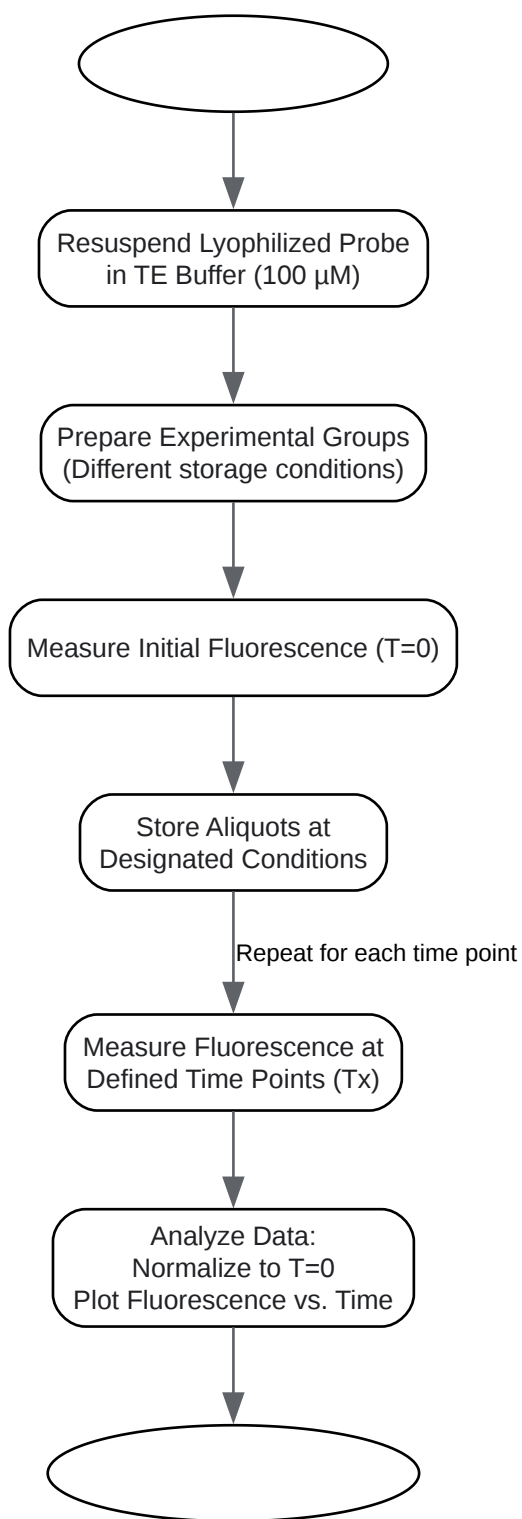 Resuspend Lyophilized Probe
in TE Buffer (100 µM)
Prepare Experimental Groups
(Different storage conditions)
Measure Initial Fluorescence (T=0)
Store Aliquots at
Designated Conditions
Repeat for each time point
Measure Fluorescence at
Defined Time Points (Tx)
Analyze Data:
Normalize to T=0
Plot Fluorescence vs. Time